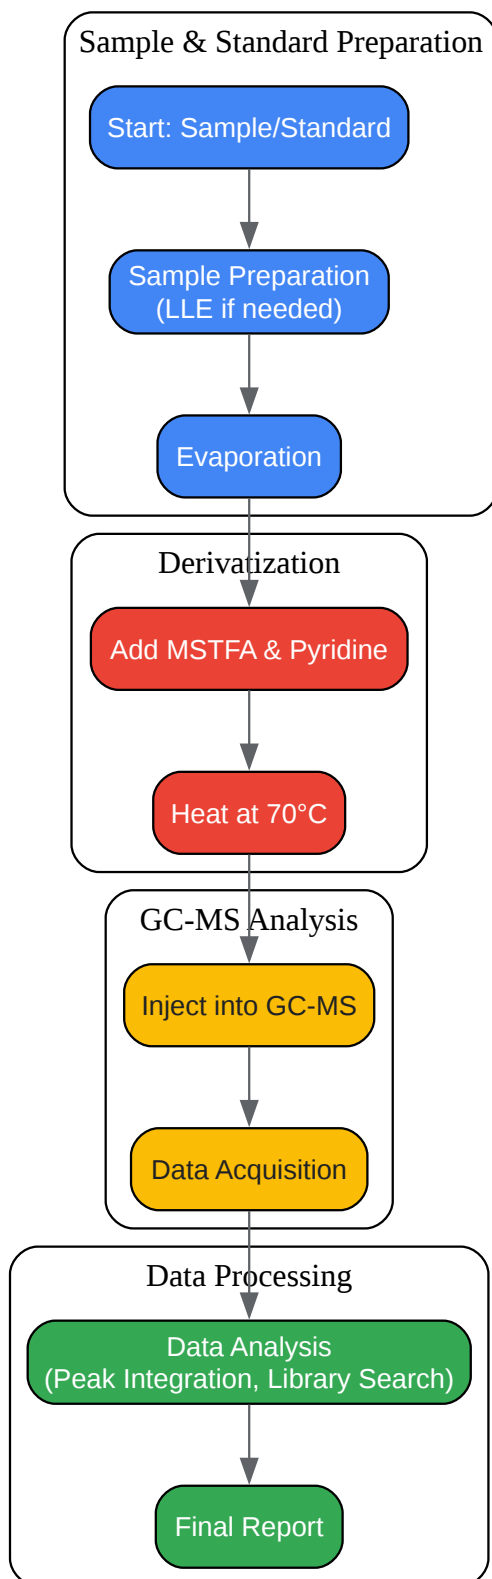 Sample & Standard Preparation
Start: Sample/Standard
Sample Preparation
(LLE if needed)
Evaporation
Derivatization
Add MSTFA & Pyridine
Heat at 70°C
GC-MS Analysis
Inject into GC-MS
Data Acquisition
Data Processing
Data Analysis
(Peak Integration, Library Search)
Final Report